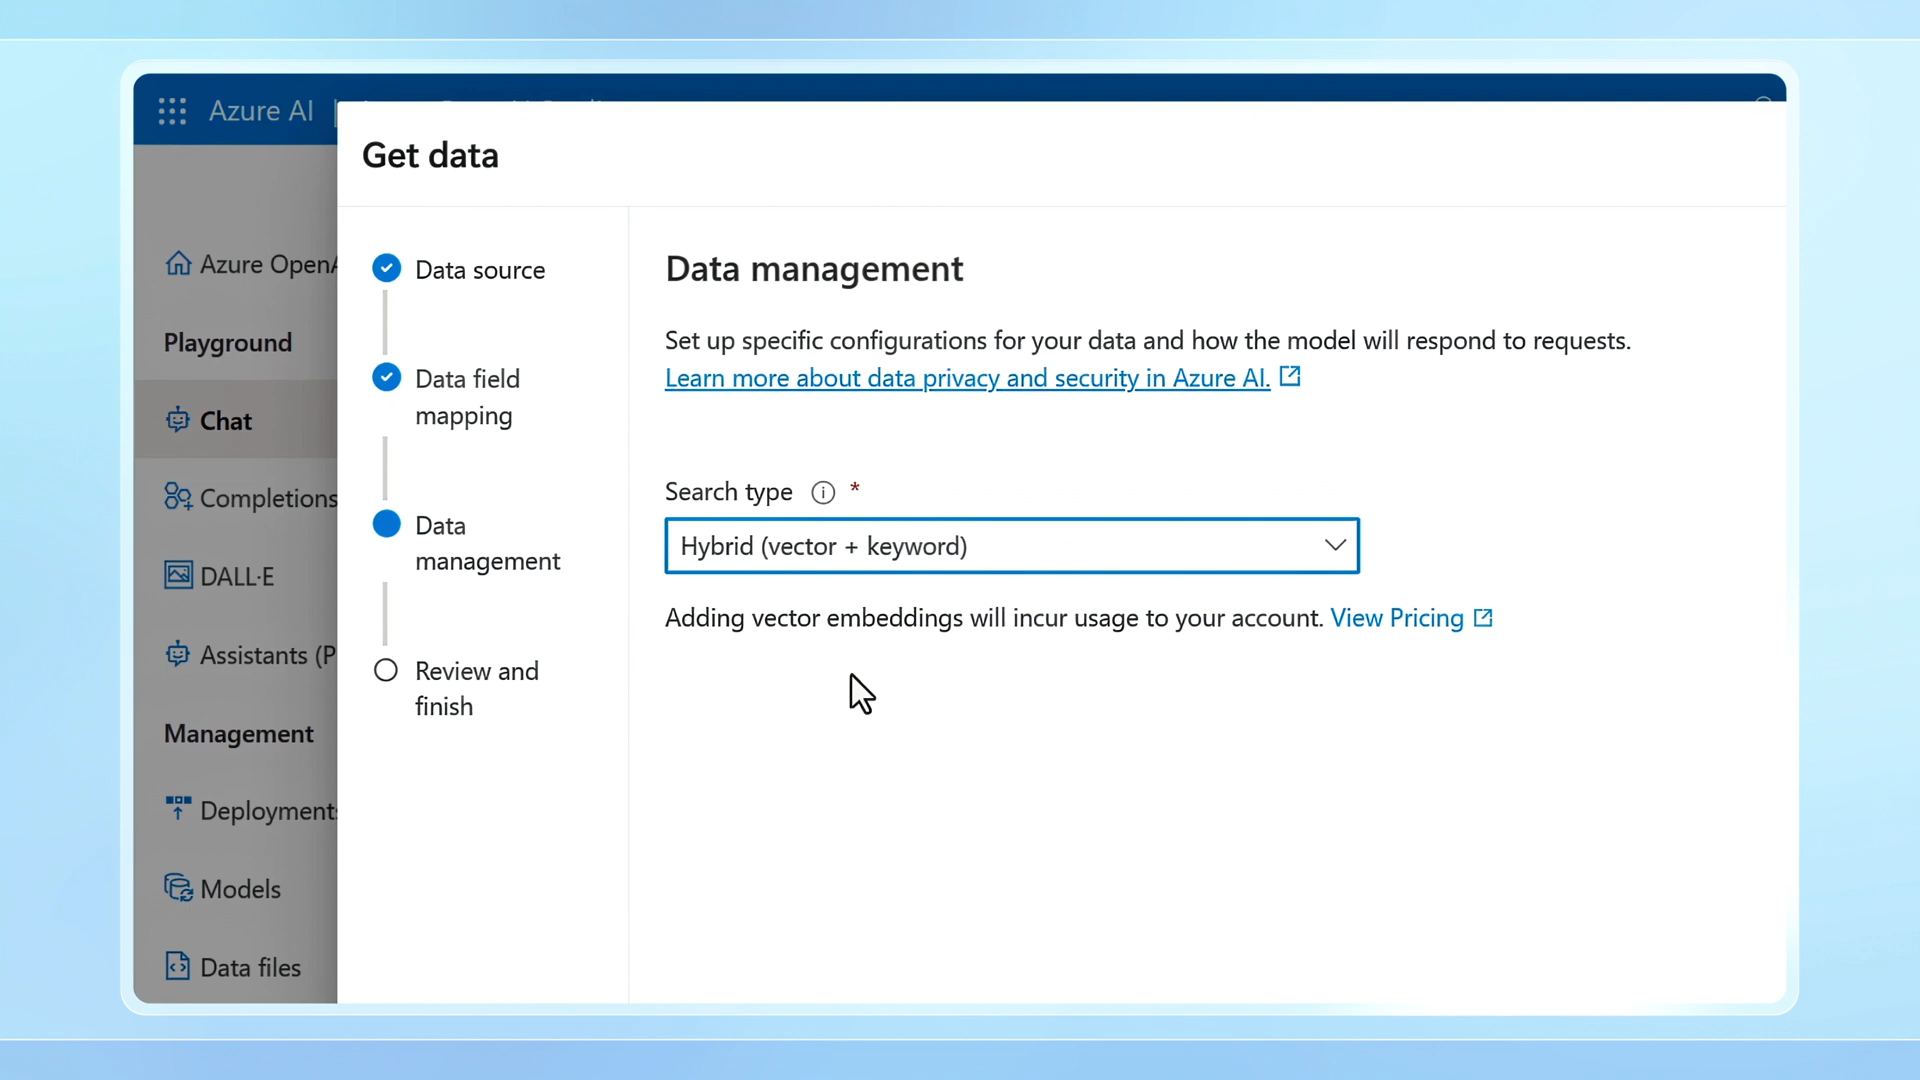 Azure AI |
Get data
Azure OpenA
Playground
Chat
Completions
DALL·E
Assistants (P
Management
Deployments
Models
Data files
Data source
Data field
mapping
Data
management
Review and
finish
Data management
Set up specific configurations for your data and how the model will respond to requests.
Learn more about data privacy and security in Azure AI.
Search type *
Hybrid (vector + keyword)
Adding vector embeddings will incur usage to your account. View Pricing